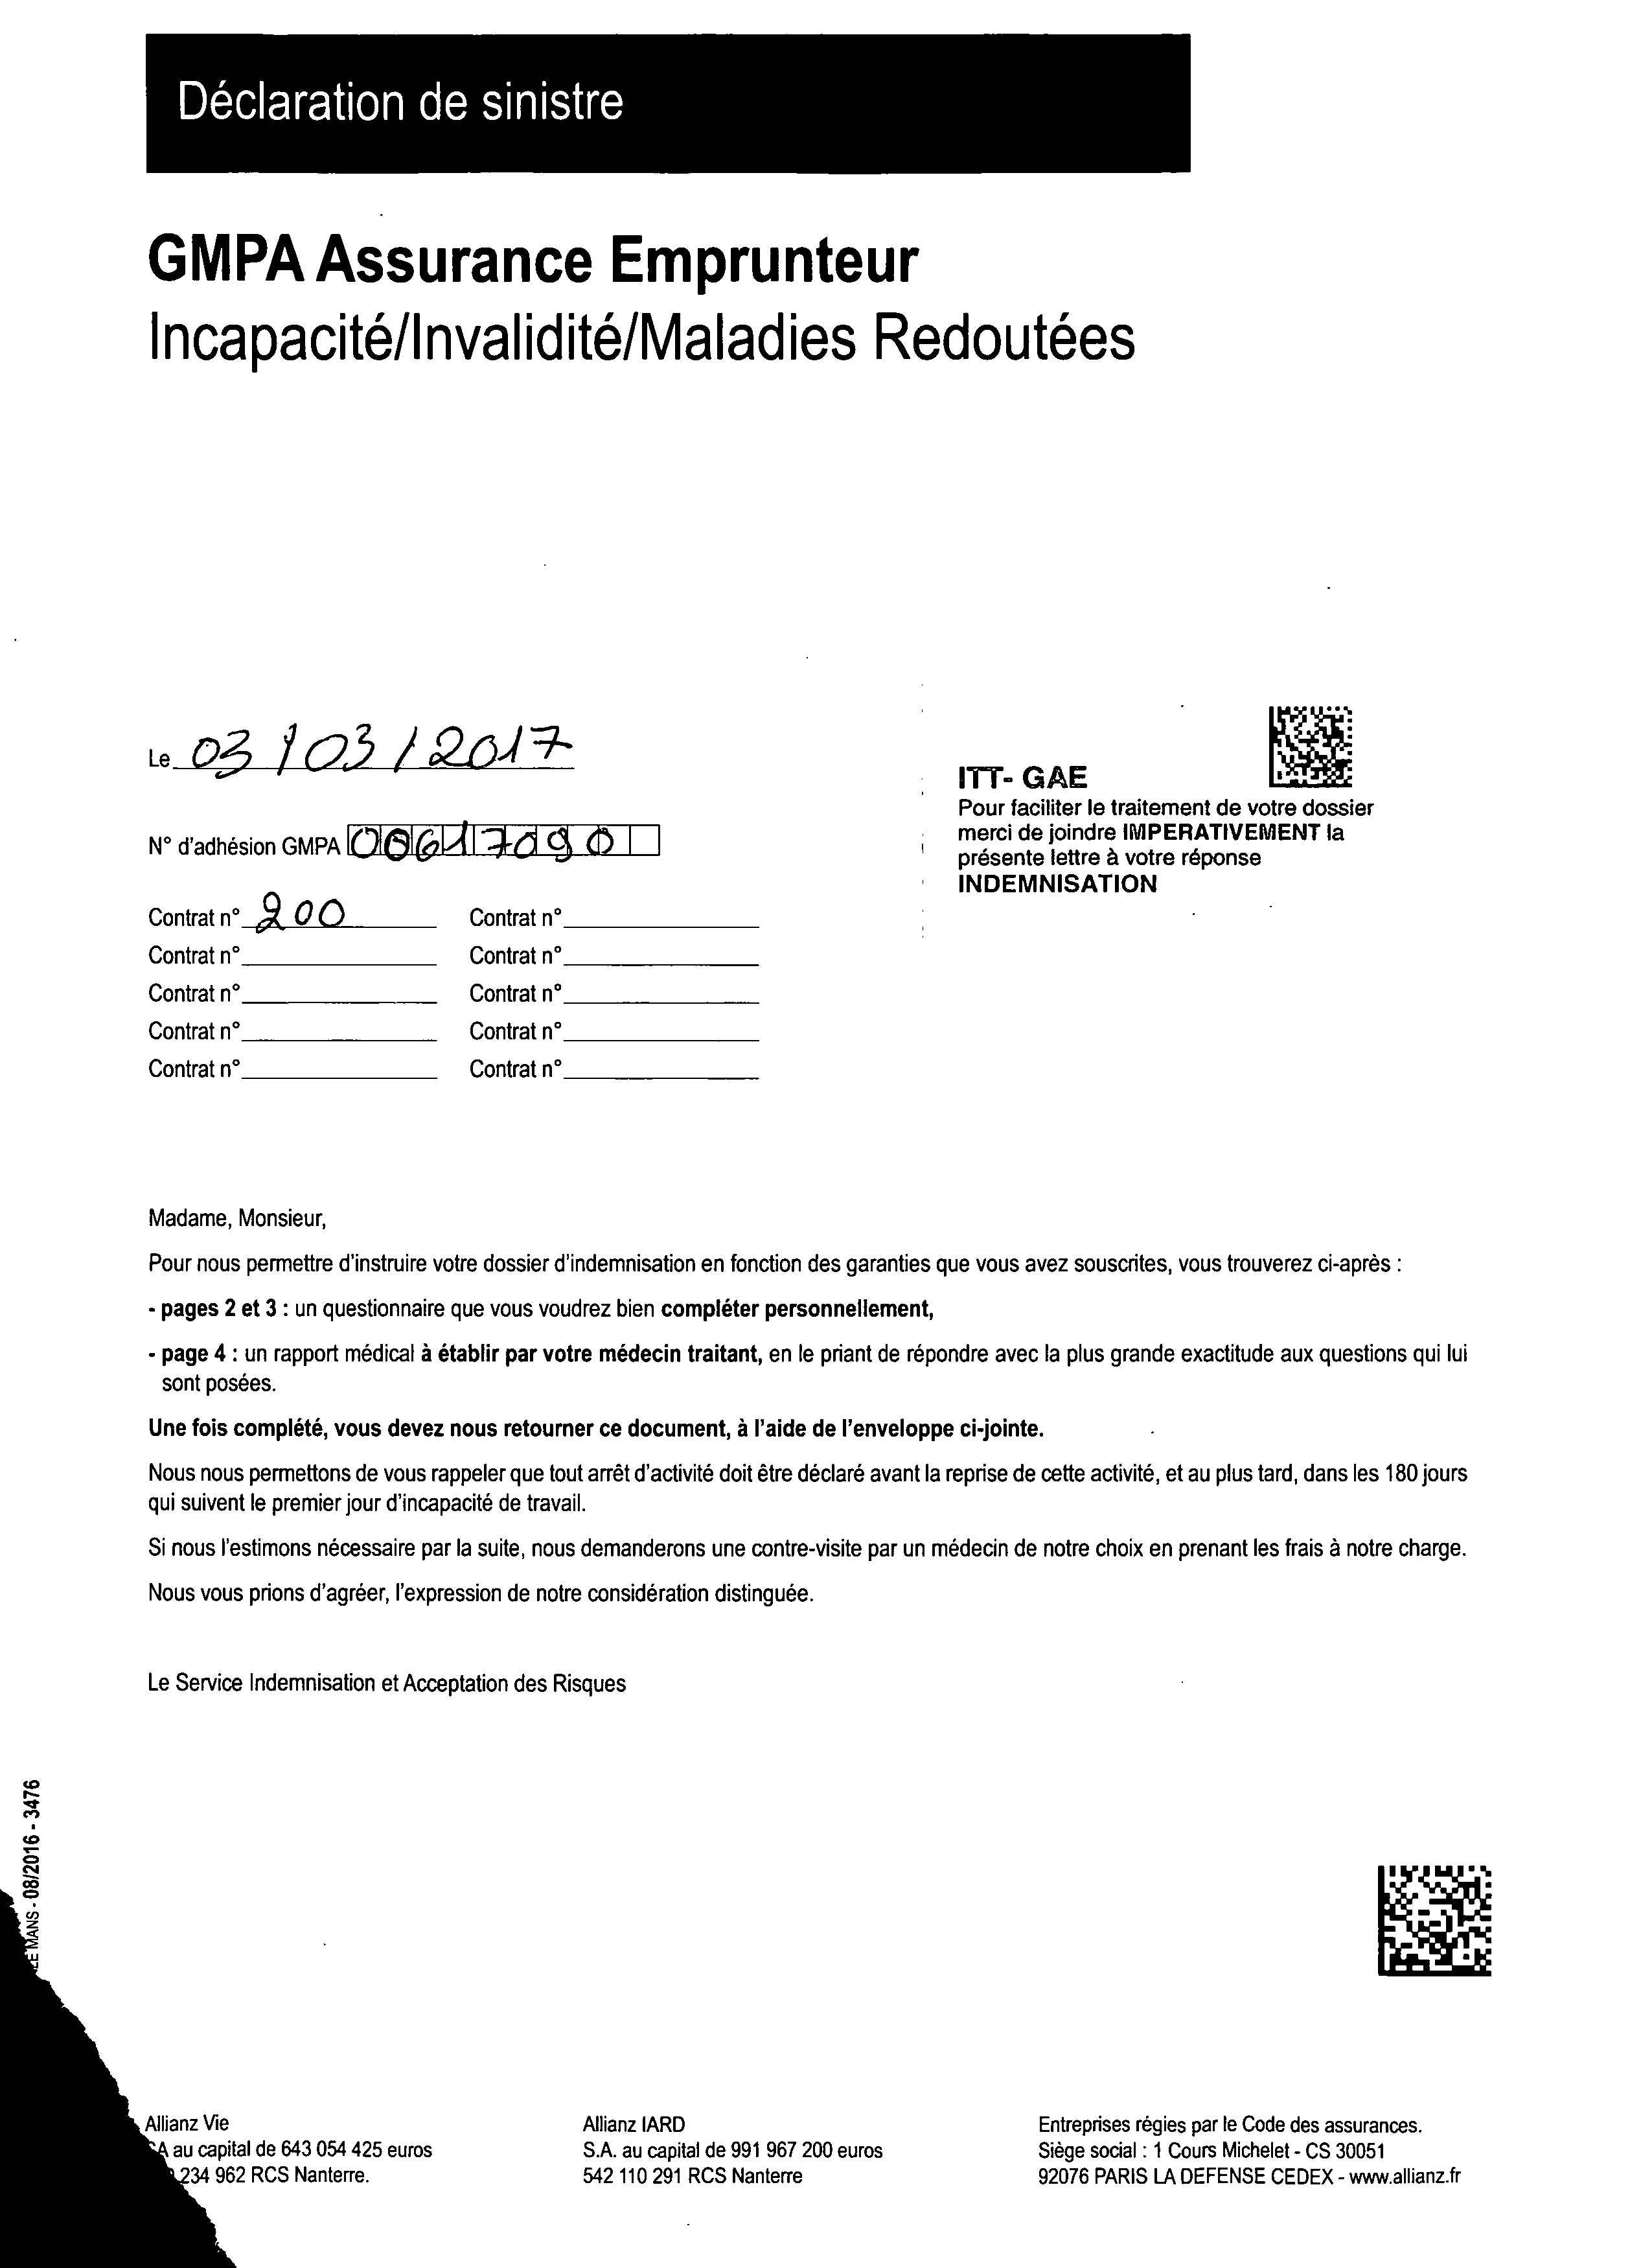 Déclaration de sinistre
GMPA Assurance Emprunteur
Incapacité/Invalidité/Maladies Redoutées
Le 03/03/2017
ITT- GAE
Pour faciliter le traitement de votre dossier
merci de joindre IMPERATIVEMENT la
présente lettre à votre réponse
INDEMNISATION
N° d'adhésion GMPA 00617090
Contrat n° 200 Contrat n°
Contrat n° Contrat n°
Contrat n° Contrat n°
Contrat n° Contrat n°
Contrat n° Contrat n°
Madame, Monsieur,
Pour nous permettre d'instruire votre dossier d'indemnisation en fonction des garanties que vous avez souscrites, vous trouverez ci-après :
- pages 2 et 3 : un questionnaire que vous voudrez bien compléter personnellement,
- page 4 : un rapport médical à établir par votre médecin traitant, en le priant de répondre avec la plus grande exactitude aux questions qui lui
sont posées.
Une fois complété, vous devez nous retourner ce document, à l'aide de l'enveloppe ci-jointe.
Nous nous permettons de vous rappeler que tout arrêt d'activité doit être déclaré avant la reprise de cette activité, et au plus tard, dans les 180 jours
qui suivent le premier jour d'incapacité de travail.
Si nous l'estimons nécessaire par la suite, nous demanderons une contre-visite par un médecin de notre choix en prenant les frais à notre charge.
Nous vous prions d'agréer, l'expression de notre considération distinguée.
Le Service Indemnisation et Acceptation des Risques
LE MANS - 08/2016 - 3476
Allianz Vie
SA au capital de 643 054 425 euros
234 962 RCS Nanterre.
Allianz IARD
S.A. au capital de 991 967 200 euros
542 110 291 RCS Nanterre
Entreprises régies par le Code des assurances.
Siège social : 1 Cours Michelet - CS 30051
92076 PARIS LA DEFENSE CEDEX - www.allianz.fr